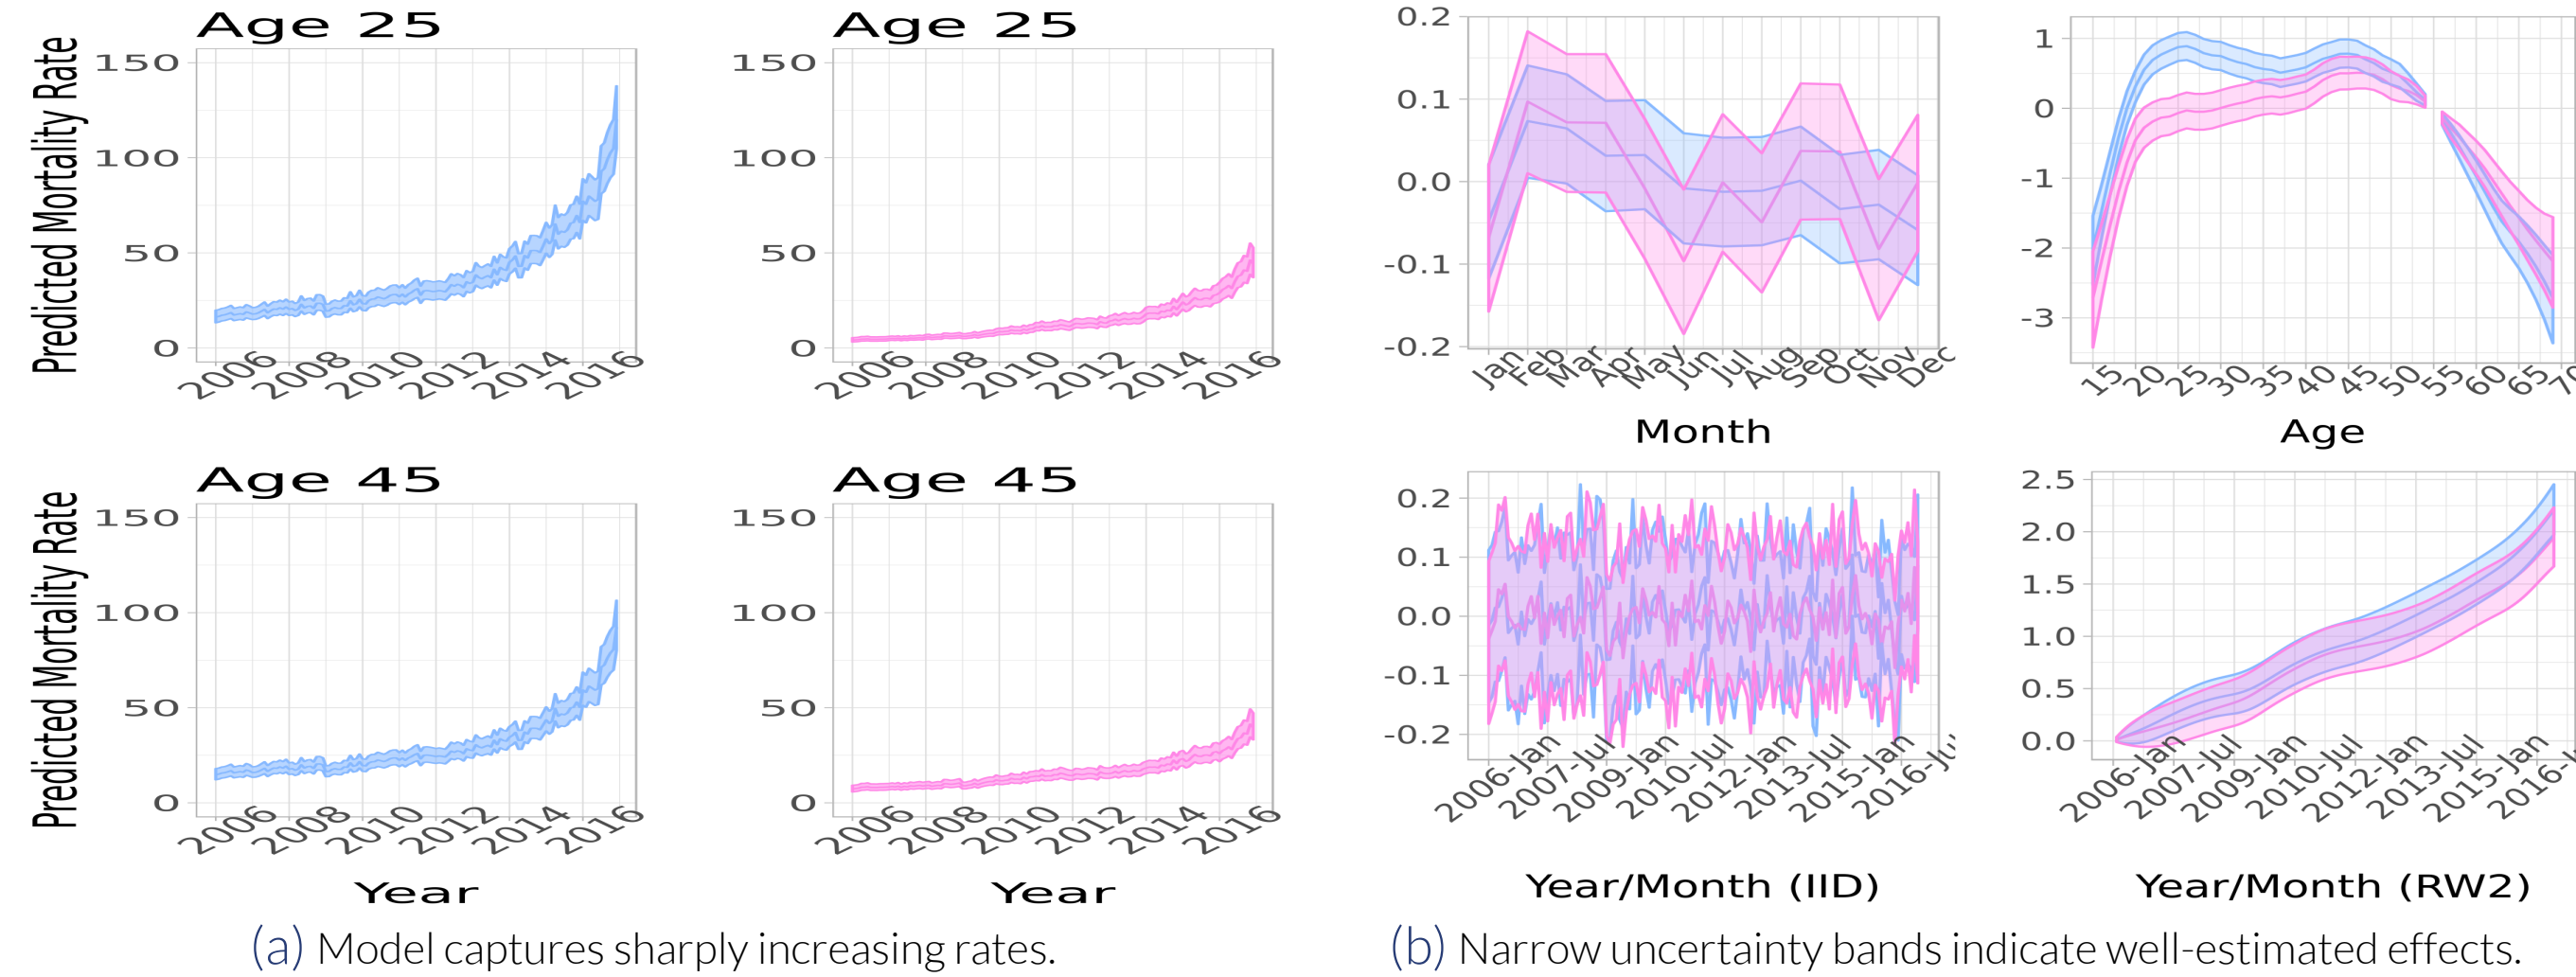 Age 25
Predicted Mortality Rate
150
100
50
0
2006 2008 2010 2012 2014 2016
Age 25
150
100
50
0
2006 2008 2010 2012 2014 2016
Age 45
Predicted Mortality Rate
150
100
50
0
2006 2008 2010 2012 2014 2016
Year
Age 45
150
100
50
0
2006 2008 2010 2012 2014 2016
Year
(a) Model captures sharply increasing rates.
0.2
0.1
0.0
-0.1
-0.2
Jan Feb Mar Apr May Jun Jul Aug Sep Oct Nov Dec
Month
1
0
-1
-2
-3
15 20 25 30 35 40 45 50 55 60 65 70
Age
0.2
0.1
0.0
-0.1
-0.2
2006-Jan 2007-Jul 2009-Jan 2010-Jul 2012-Jan 2013-Jul 2015-Jan 2016-Jul
Year/Month (IID)
2.5
2.0
1.5
1.0
0.5
0.0
2006-Jan 2007-Jul 2009-Jan 2010-Jul 2012-Jan 2013-Jul 2015-Jan 2016-
Year/Month (RW2)
(b) Narrow uncertainty bands indicate well-estimated effects.